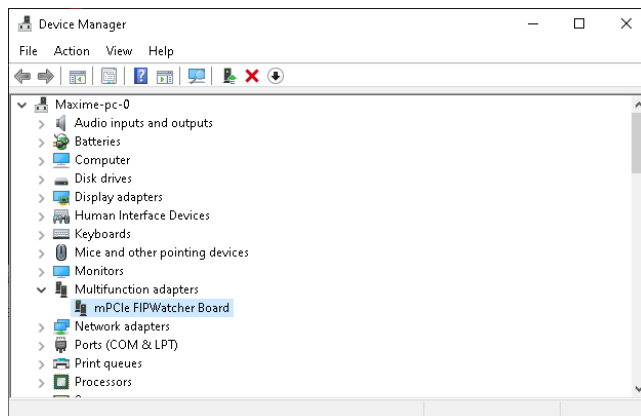 Device Manager
File Action View Help
Maxime-pc-0
Audio inputs and outputs
Batteries
Computer
Disk drives
Display adapters
Human Interface Devices
Keyboards
Mice and other pointing devices
Monitors
Multifunction adapters
mPCIe FIPWatcher Board
Network adapters
Ports (COM & LPT)
Print queues
Processors